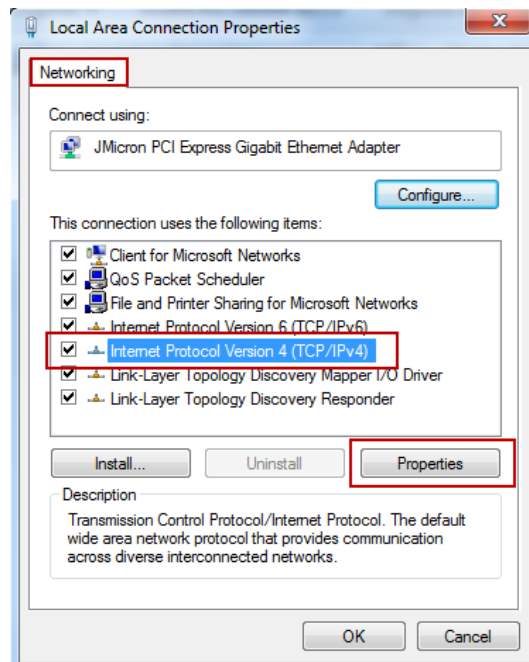 Local Area Connection Properties
Networking
Connect using:
JMicron PCI Express Gigabit Ethernet Adapter
Configure...
This connection uses the following items:
Client for Microsoft Networks
QoS Packet Scheduler
File and Printer Sharing for Microsoft Networks
Internet Protocol Version 6 (TCP/IPv6)
Internet Protocol Version 4 (TCP/IPv4)
Link-Layer Topology Discovery Mapper I/O Driver
Link-Layer Topology Discovery Responder
Install...
Uninstall
Properties
Description
Transmission Control Protocol/Internet Protocol. The default
wide area network protocol that provides communication
across diverse interconnected networks.
OK
Cancel